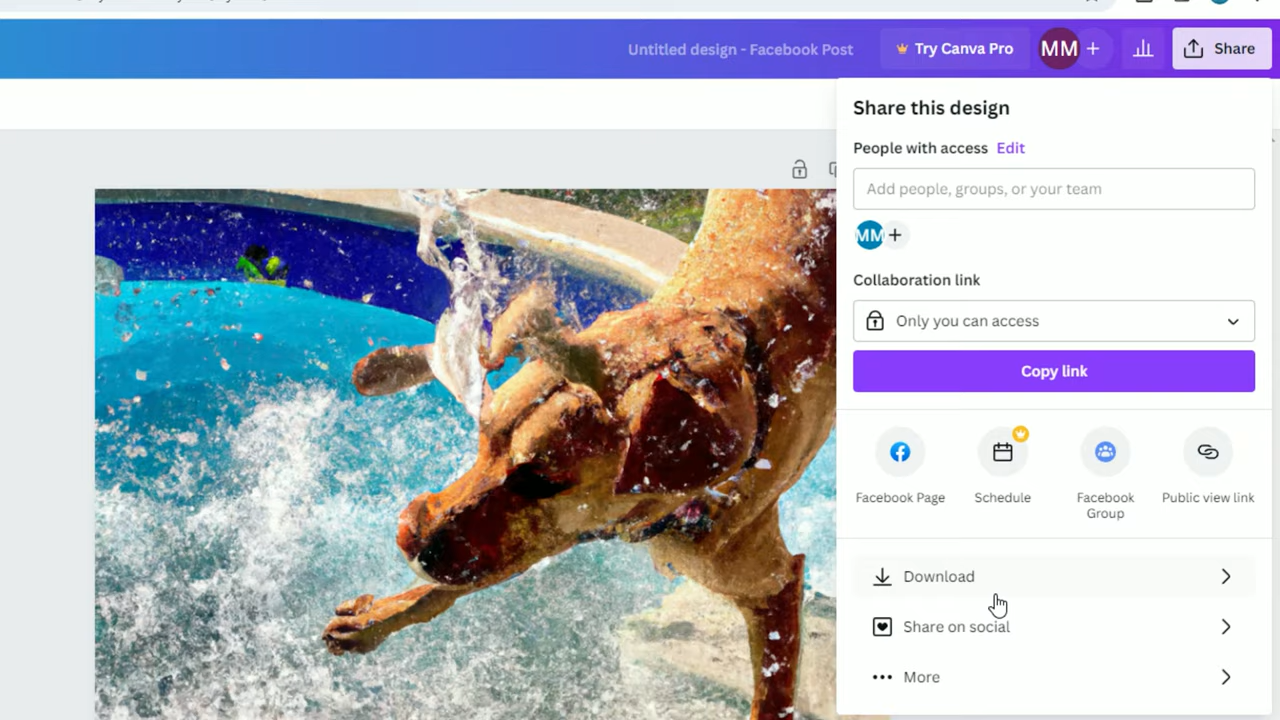 Untitled design - Facebook Post
Try Canva Pro
MM
Share
Share this design
People with access Edit
Add people, groups, or your team
MM
Collaboration link
Only you can access
Copy link
Facebook Page
Schedule
Facebook
Group
Public view link
Download
Share on social
More